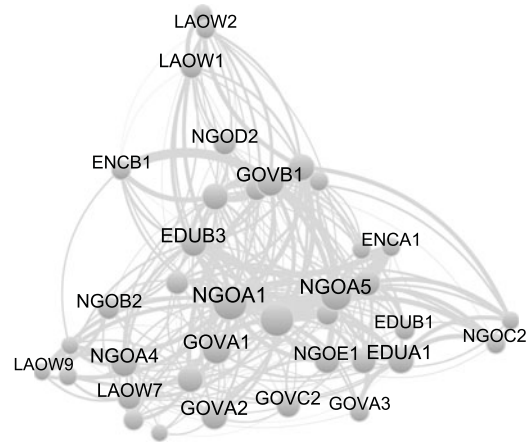 LAOW2
LAOW1
NGOD2
ENCB1
GOVB1
EDUB3
ENCA1
NGOA5
NGOA1
NGOB2
EDUB1
NGOC2
GOVA1
NGOA4
NGOE1
EDUA1
LAOW9
LAOW7
GOVC2
GOVA3
GOVA2